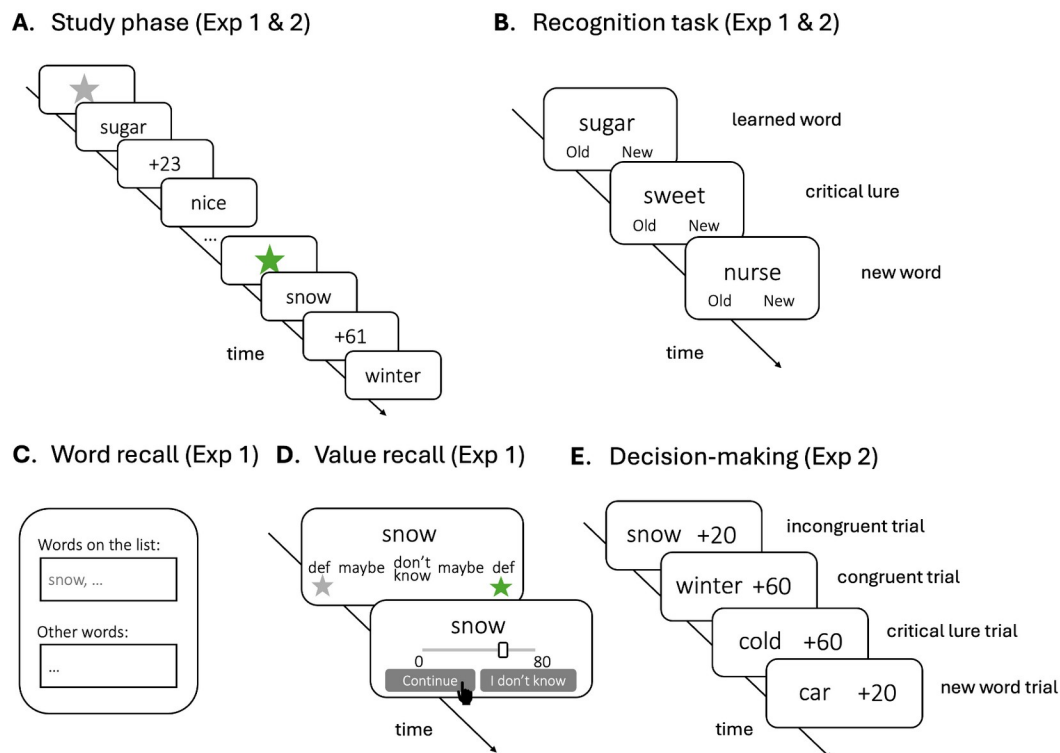 A. Study phase (Exp 1 & 2)
sugar
+23
nice
...
snow
+61
winter
time
B. Recognition task (Exp 1 & 2)
sugar
Old New
learned word
sweet
Old New
critical lure
nurse
Old New
new word
time
C. Word recall (Exp 1)
Words on the list:
snow, ...
Other words:
...
D. Value recall (Exp 1)
snow
def maybe don't know maybe def
snow
0 80
Continue I don't know
time
E. Decision-making (Exp 2)
snow +20
incongruent trial
winter +60
congruent trial
cold +60
critical lure trial
car +20
new word trial
time